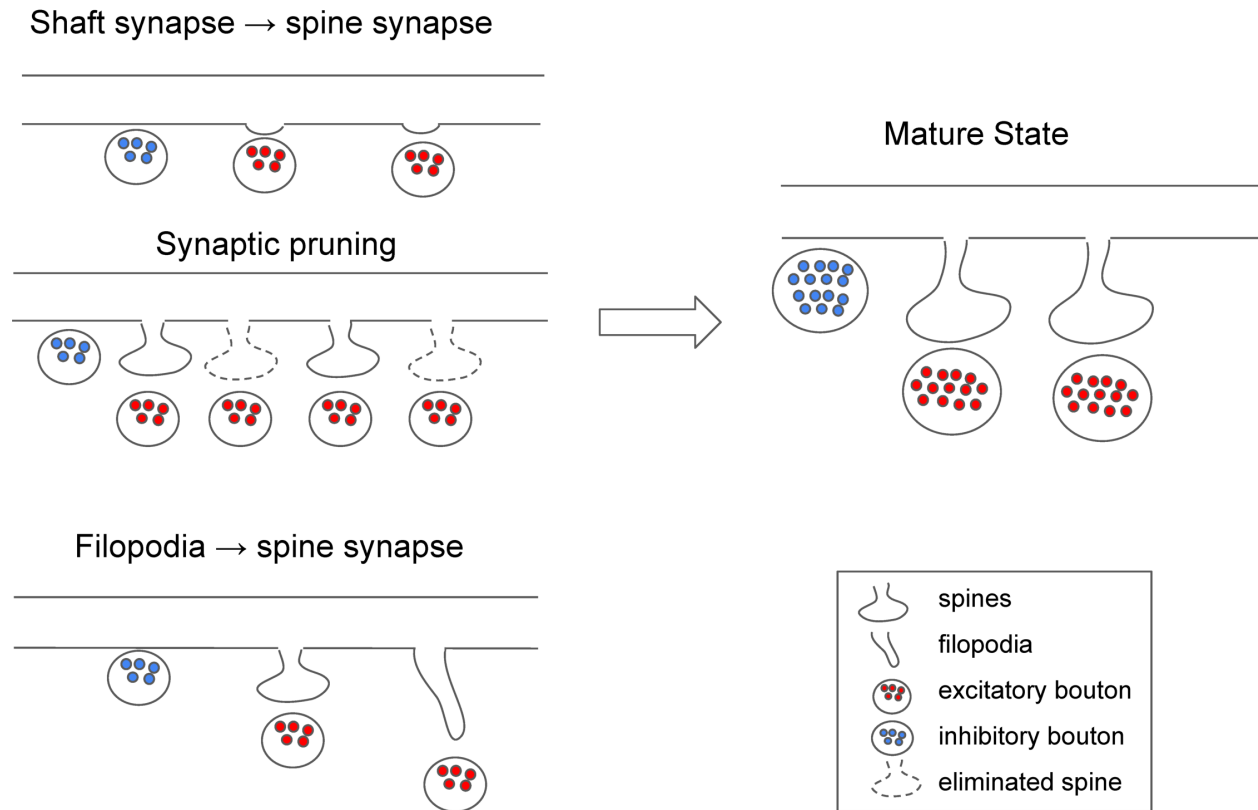 Shaft synapse → spine synapse
Mature State
Synaptic pruning
Filopodia → spine synapse
spines
filopodia
excitatory bouton
inhibitory bouton
eliminated spine